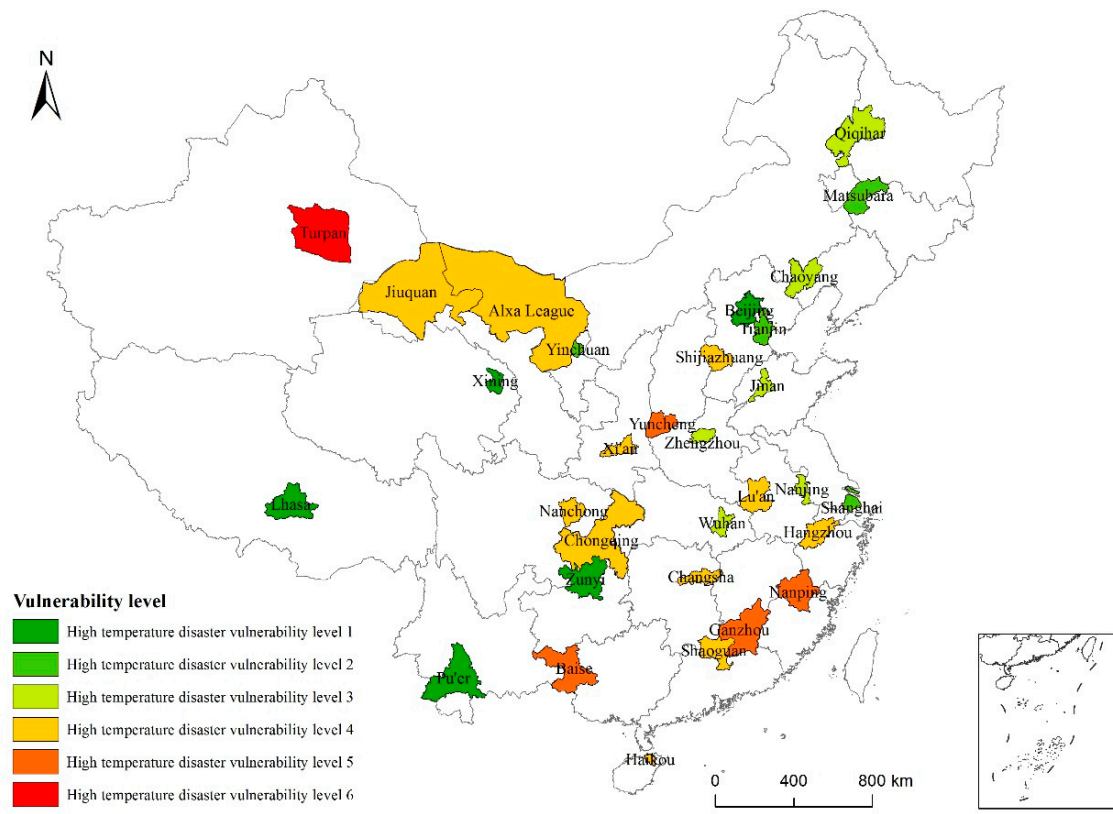 N
Qiqihar
Matsubara
Turpan
Chaoyang
Jiuquan
Alxa League
Beijing
Tianjin
Yinchuan
Shijiazhuang
Xining
Jinan
Yuncheng
Zhengzhou
Xi'an
Lhasa
Nanchong
Lu'an
Nanjing
Shanghai
Wuhan
Hangzhou
Chongqing
Zunyi
Changsha
Nanping
Ganzhou
Shaoguan
Baise
Pu'er
Haikou
Vulnerability level
High temperature disaster vulnerability level 1
High temperature disaster vulnerability level 2
High temperature disaster vulnerability level 3
High temperature disaster vulnerability level 4
High temperature disaster vulnerability level 5
High temperature disaster vulnerability level 6
0 400 800 km